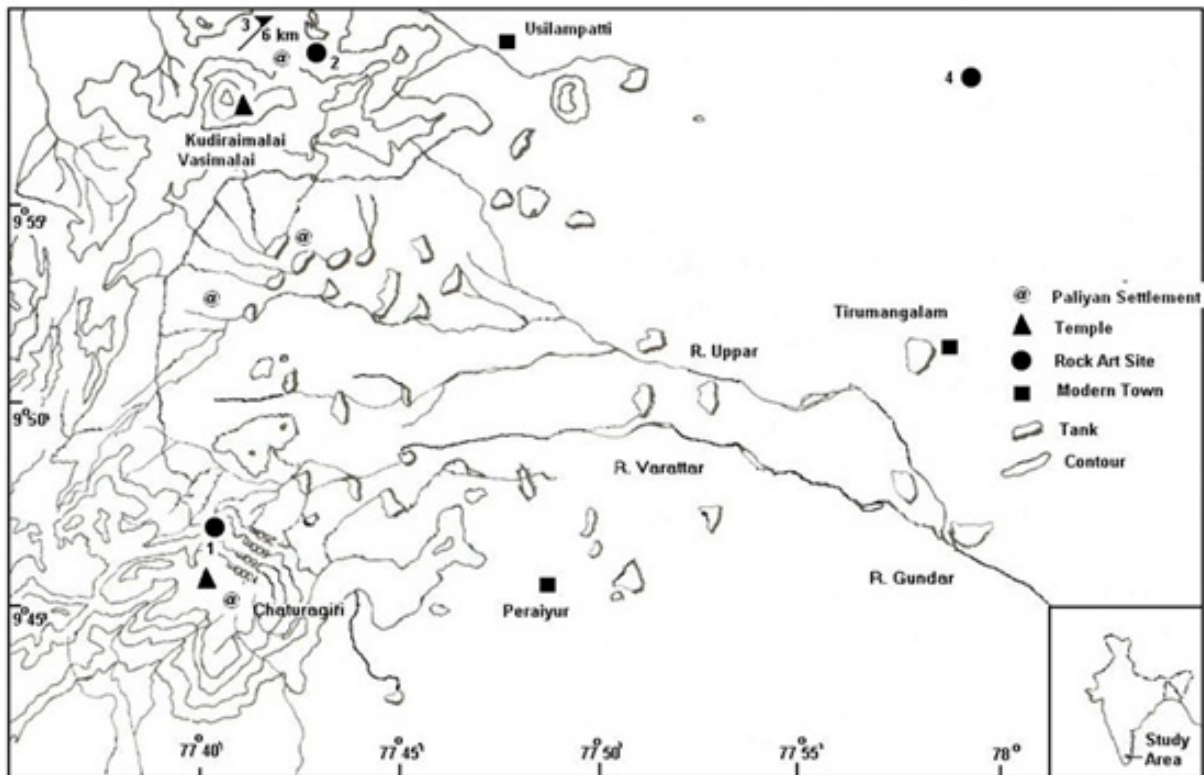 3
6 km
@
2
Usilampatti
4
Kudiraimalai
Vasimalai
9° 55'
@
@
@ Paliyan Settlement
Temple
Rock Art Site
Modern Town
Tank
Contour
Tirumangalam
R. Uppar
9° 50'
R. Varattar
1
@
Chaturagiri
9° 45'
Peraiyur
R. Gundar
77° 40'
77° 45'
77° 50'
77° 55'
78°
Study
Area